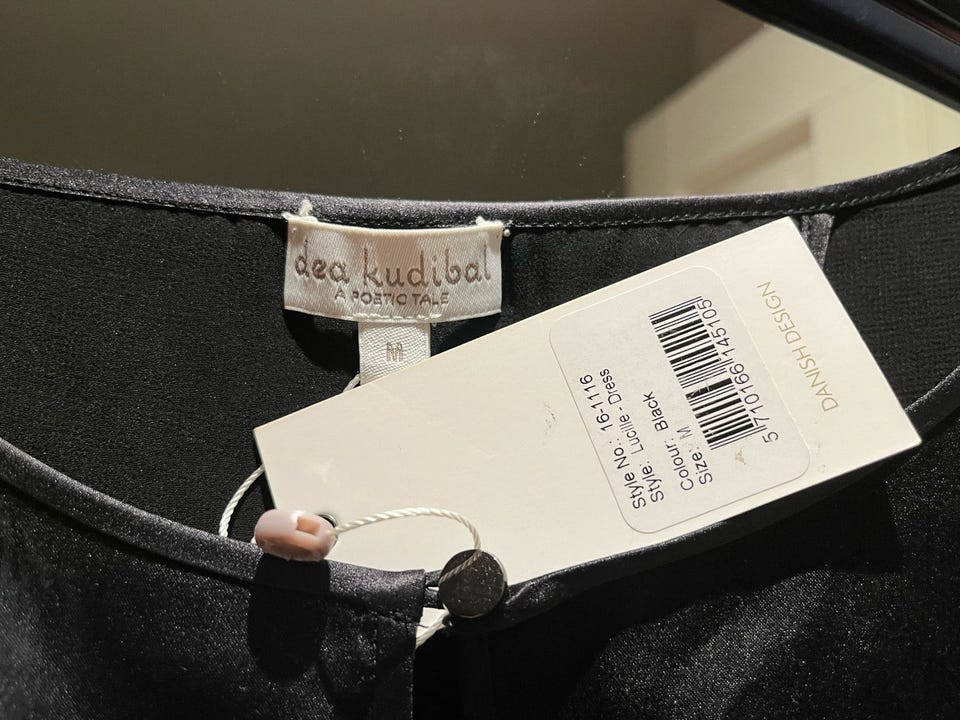 dea kudibal
A POETIC TALE
M
DANISH DESIGN
Style No.: 16-1116
Style: Lucille - Dress
Colour: Black
Size: M
5710166145105